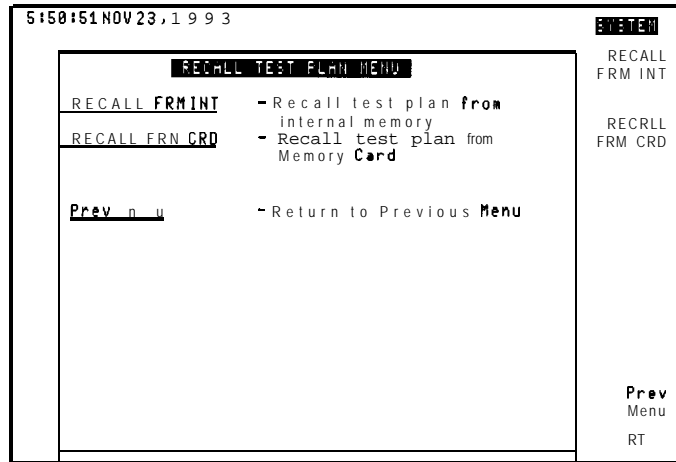 5:50:51 NOV 23, 1993
SYSTEM
RECALL TEST PLAN MENU
RECALL
FRM INT
RECALL FRMINT - Recall test plan from
internal memory
RECALL FRN CRD - Recall test plan from
Memory Card
RECRLL
FRM CRD
Prev n u - Return to Previous Menu
Prev
Menu
RT